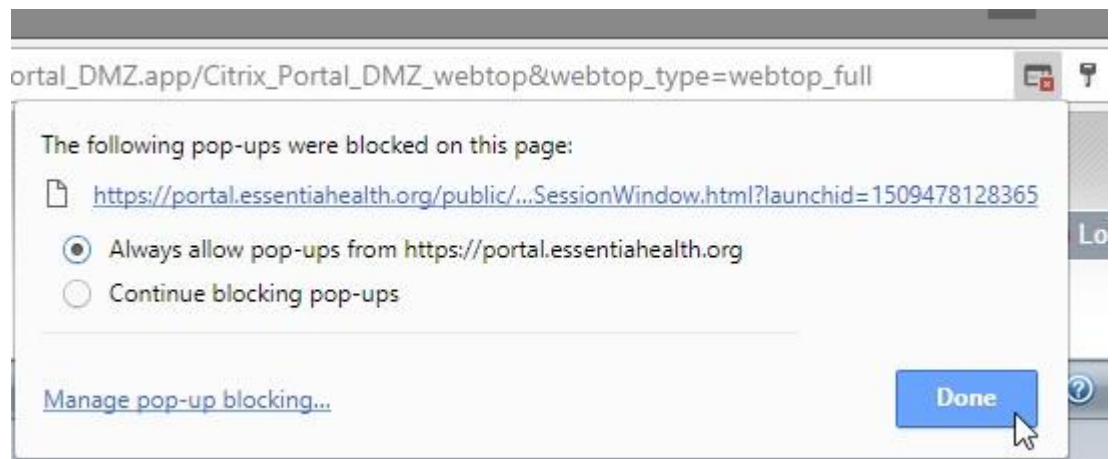 ortal_DMZ.app/Citrix_Portal_DMZ_webtop&webtop_type=webtop_full
The following pop-ups were blocked on this page:
https://portal.essentiahealth.org/public/...SessionWindow.html?launchid=1509478128365
Always allow pop-ups from https://portal.essentiahealth.org
Lo
Continue blocking pop-ups
Manage pop-up blocking...
Done
?